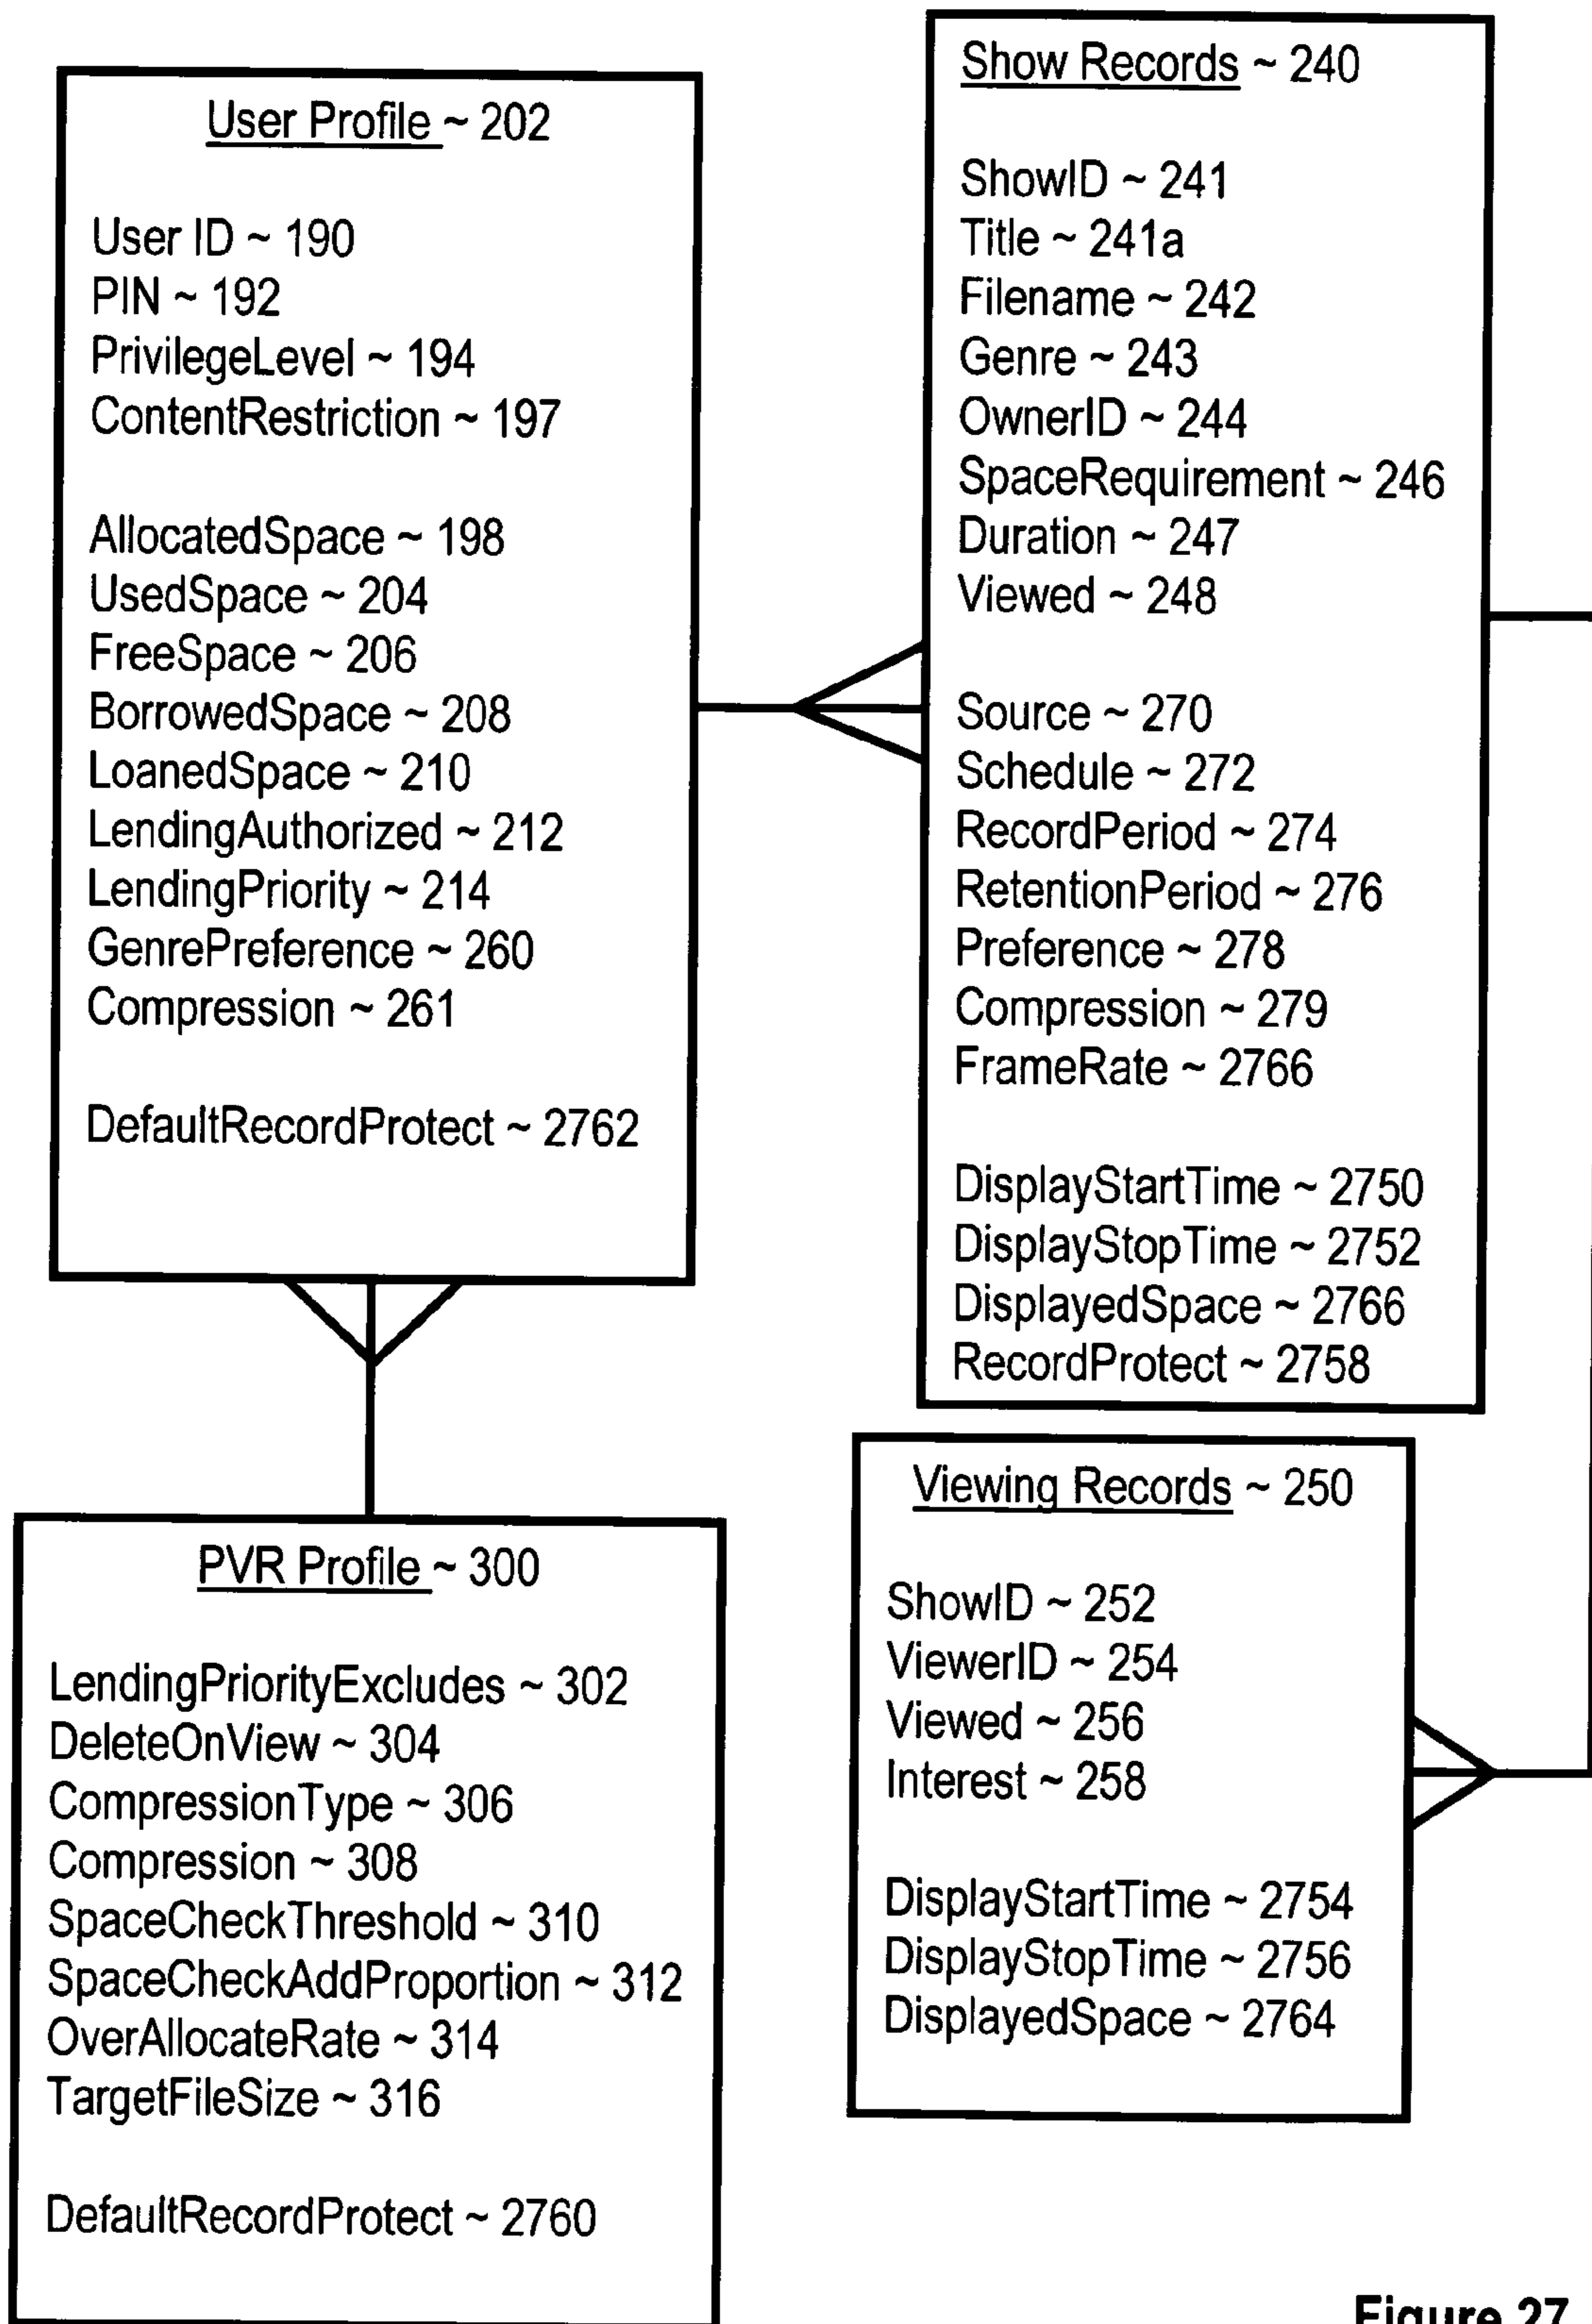 User Profile ~ 202
User ID ~ 190
PIN ~ 192
PrivilegeLevel ~ 194
ContentRestriction ~ 197
AllocatedSpace ~ 198
UsedSpace ~ 204
FreeSpace ~ 206
BorrowedSpace ~ 208
LoanedSpace ~ 210
LendingAuthorized ~ 212
LendingPriority ~ 214
GenrePreference ~ 260
Compression ~ 261
DefaultRecordProtect ~ 2762
Show Records ~ 240
ShowID ~ 241
Title ~ 241a
Filename ~ 242
Genre ~ 243
OwnerID ~ 244
SpaceRequirement ~ 246
Duration ~ 247
Viewed ~ 248
Source ~ 270
Schedule ~ 272
RecordPeriod ~ 274
RetentionPeriod ~ 276
Preference ~ 278
Compression ~ 279
FrameRate ~ 2766
DisplayStartTime ~ 2750
DisplayStopTime ~ 2752
DisplayedSpace ~ 2766
RecordProtect ~ 2758
PVR Profile ~ 300
LendingPriorityExcludes ~ 302
DeleteOnView ~ 304
CompressionType ~ 306
Compression ~ 308
SpaceCheckThreshold ~ 310
SpaceCheckAddProportion ~ 312
OverAllocateRate ~ 314
TargetFileSize ~ 316
DefaultRecordProtect ~ 2760
Viewing Records ~ 250
ShowID ~ 252
ViewerID ~ 254
Viewed ~ 256
Interest ~ 258
DisplayStartTime ~ 2754
DisplayStopTime ~ 2756
DisplayedSpace ~ 2764
Figure 27